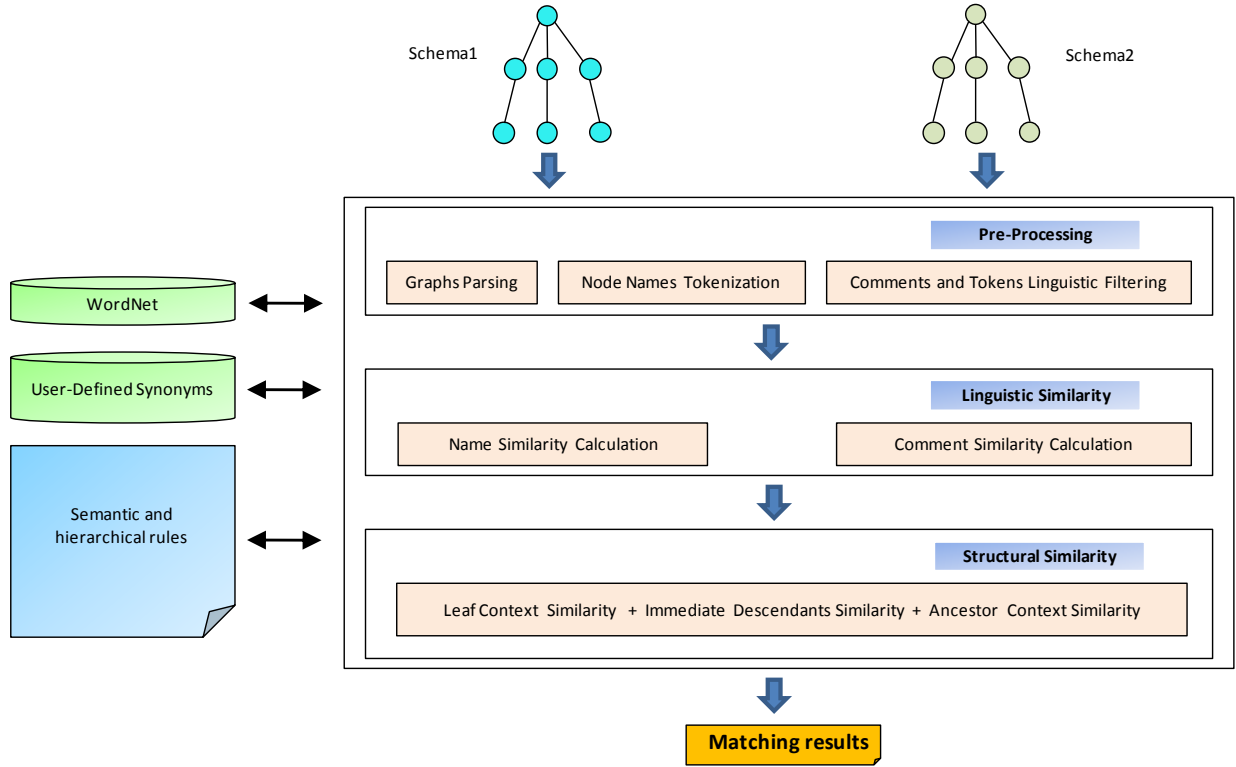 Schema1
Schema2
Pre-Processing
Graphs Parsing
Node Names Tokenization
Comments and Tokens Linguistic Filtering
WordNet
User-Defined Synonyms
Linguistic Similarity
Name Similarity Calculation
Comment Similarity Calculation
Semantic and
hierarchical rules
Structural Similarity
Leaf Context Similarity + Immediate Descendants Similarity + Ancestor Context Similarity
Matching results